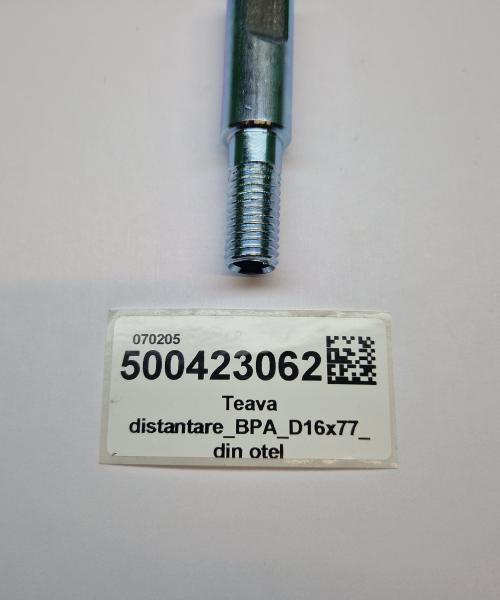 070205
500423062
Teava
distantare_BPA_D16x77_
din otel